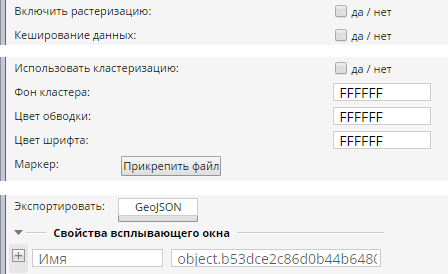 Включить растеризацию: да / нет
Кеширование данных: да / нет
Использовать кластеризацию: да / нет
Фон кластера: FFFFFF
Цвет обводки: FFFFFF
Цвет шрифта: FFFFFF
Маркер: Прикрепить файл
Экспортировать: GeoJSON
Свойства всплывающего окна
+ Имя object.b53dce2c86d0b44b6480